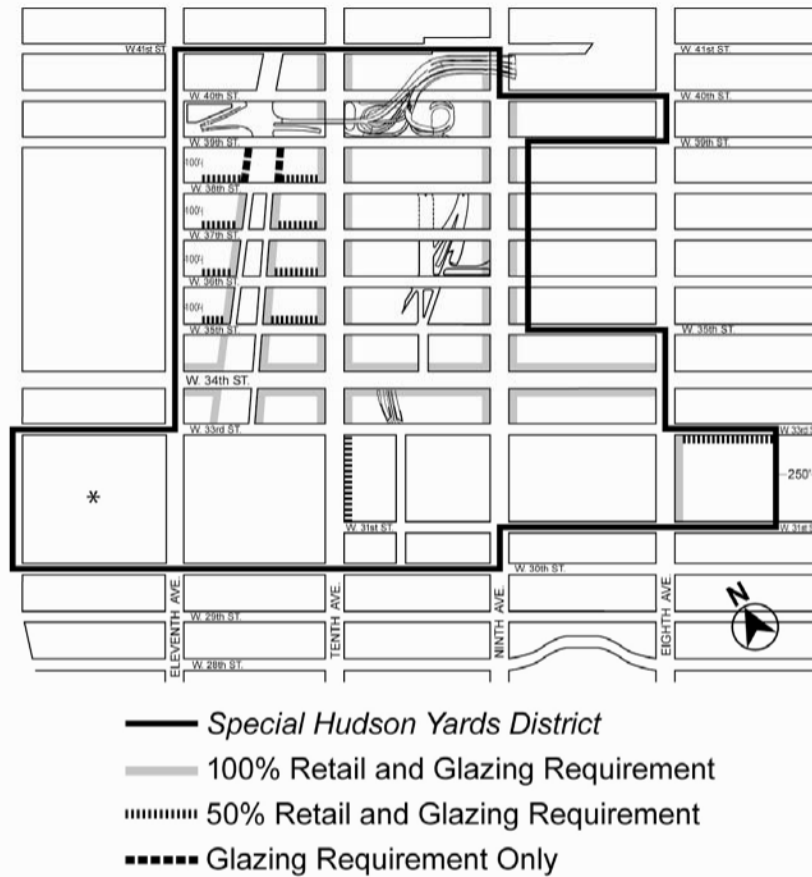 W.41st ST. W. 41st ST.
W. 40th ST. W. 40th ST.
W. 39th ST. W. 39th ST.
100'
W. 38th ST.
100'
W. 37th ST.
100'
W. 36th ST.
100'
W. 35th ST. W. 35th ST.
W. 34th ST.
W. 33rd ST. W. 33rd S
250'
*
W. 31st ST. W. 31st S
W. 30th ST.
ELEVENTH AVE.
TENTH AVE.
NINTH AVE.
EIGHTH AVE.
N
W. 29th ST.
W. 28th ST.
Special Hudson Yards District
100% Retail and Glazing Requirement
50% Retail and Glazing Requirement
Glazing Requirement Only